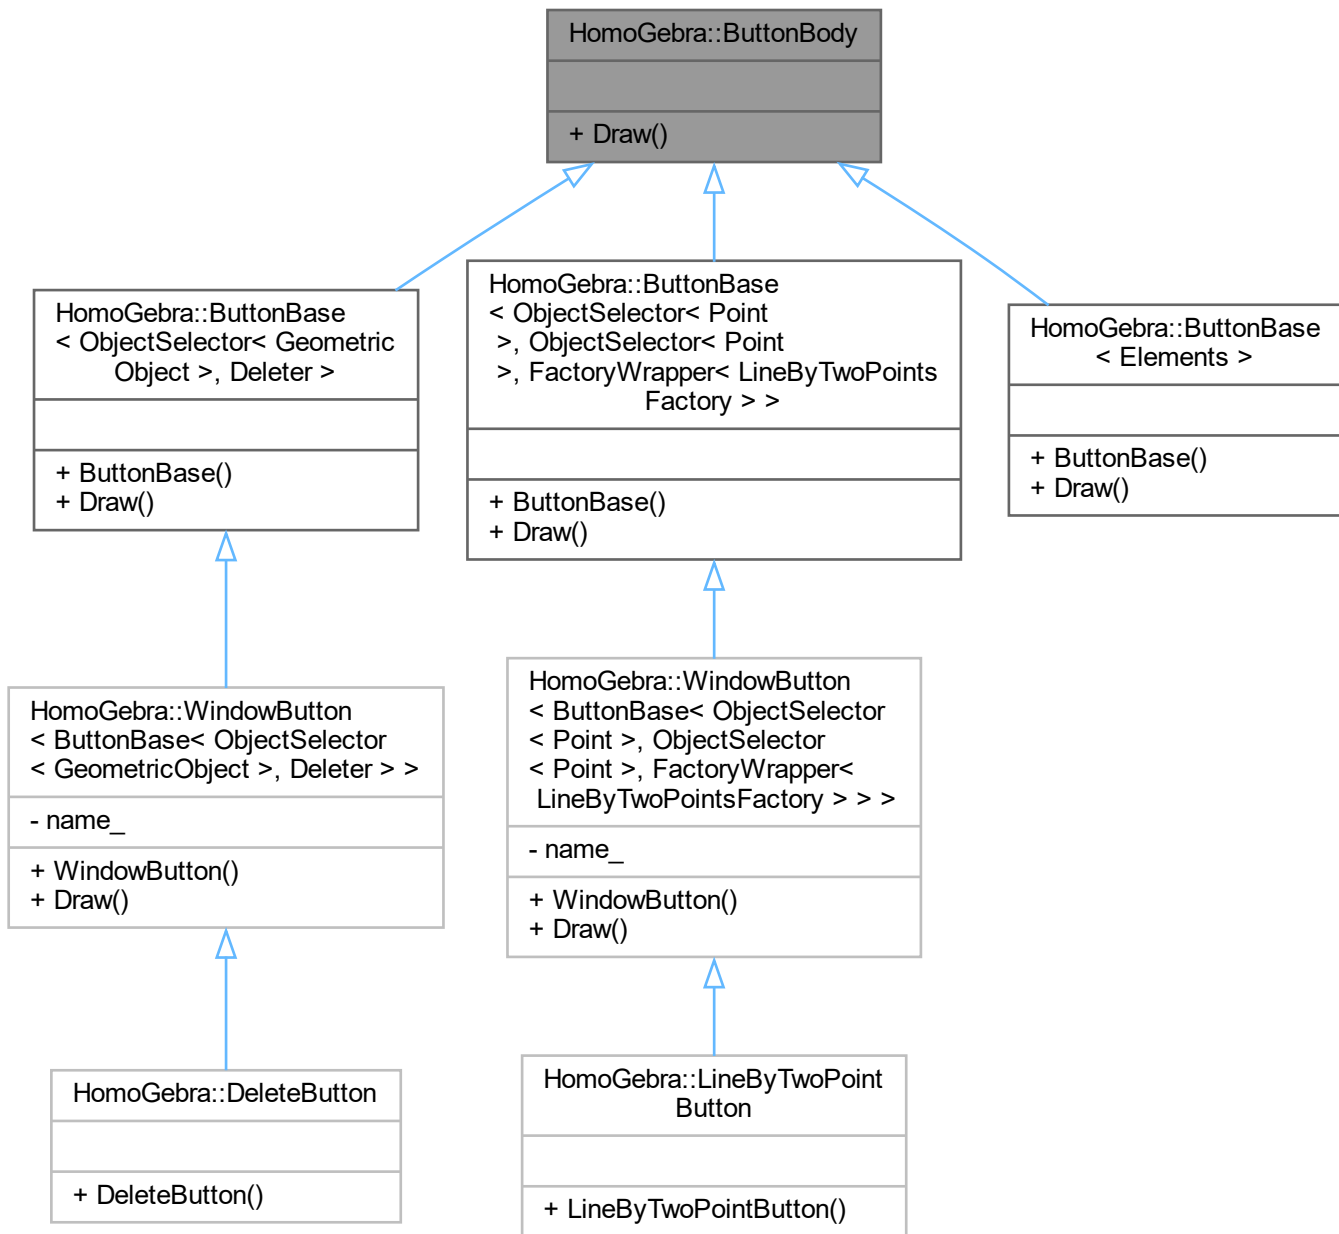 HomoGebra::ButtonBody
+ Draw()
HomoGebra::ButtonBase
< ObjectSelector< Geometric
Object >, Deleter >
+ ButtonBase()
+ Draw()
HomoGebra::ButtonBase
< ObjectSelector< Point
>, ObjectSelector< Point
>, FactoryWrapper< LineByTwoPoints
Factory > >
+ ButtonBase()
+ Draw()
HomoGebra::ButtonBase
< Elements >
+ ButtonBase()
+ Draw()
HomoGebra::WindowButton
< ButtonBase< ObjectSelector
< GeometricObject >, Deleter > >
- name_
+ WindowButton()
+ Draw()
HomoGebra::WindowButton
< ButtonBase< ObjectSelector
< Point >, ObjectSelector
< Point >, FactoryWrapper<
LineByTwoPointsFactory > > >
- name_
+ WindowButton()
+ Draw()
HomoGebra::DeleteButton
+ DeleteButton()
HomoGebra::LineByTwoPoint
Button
+ LineByTwoPointButton()